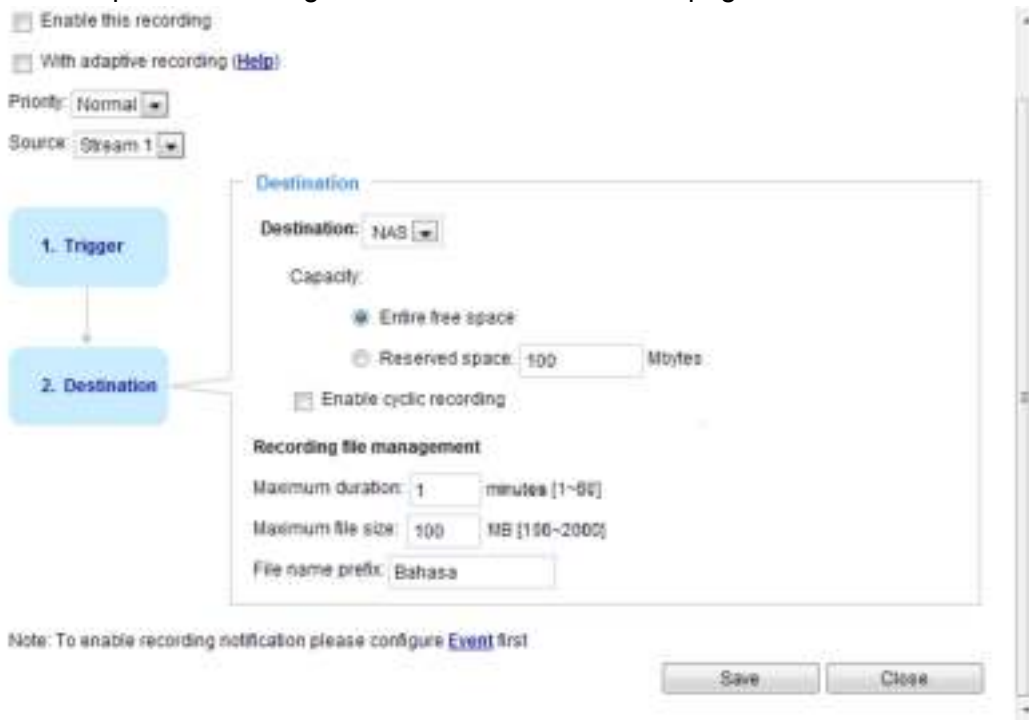 Enable this recording
With adaptive recording (Help)
Priority: Normal
Source: Stream 1
Destination
1. Trigger
Destination: NAS
Capacity:
Entire free space
Reserved space: 100 Mbytes
2. Destination
Enable cyclic recording
Recording file management
Maximum duration: 1 minutes [1~60]
Maximum file size: 100 MB [100~2000]
File name prefix: Bahasa
Note: To enable recording notification please configure Event first
Save Close